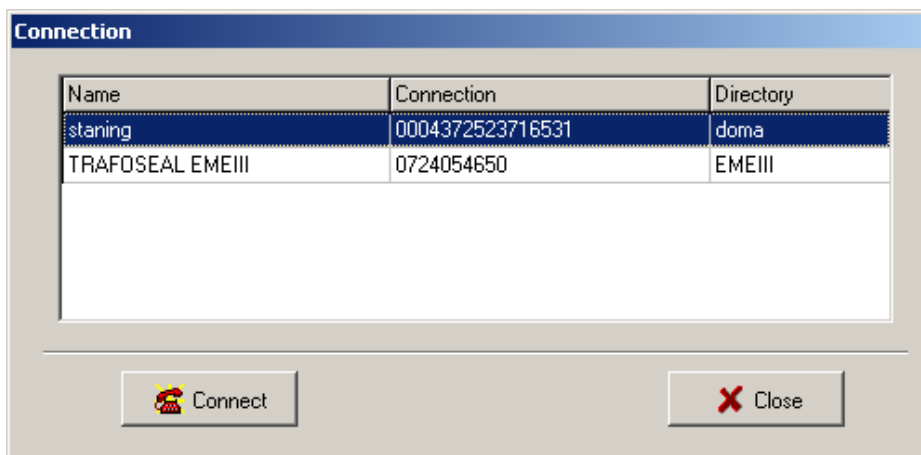 Connection
Name Connection Directory
staning 0004372523716531 doma
TRAFOSEAL EMEIII 0724054650 EMEIII
Connect Close